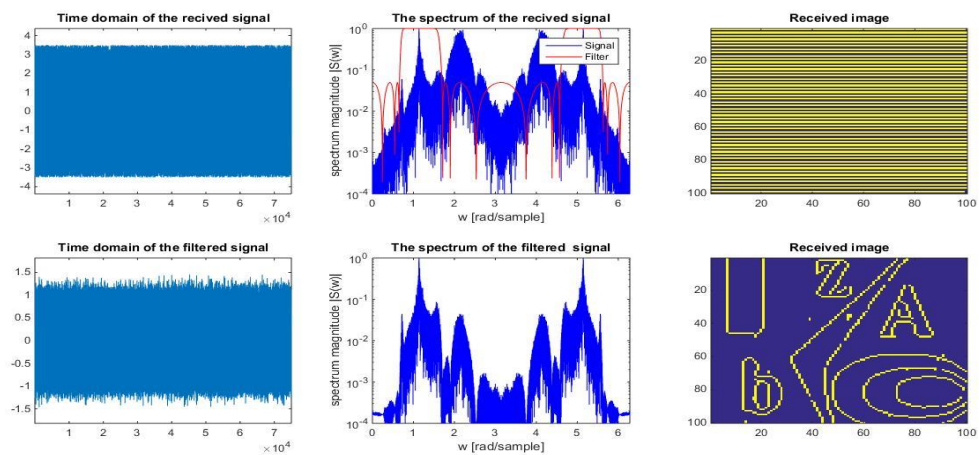 Time domain of the recived signal
4
3
2
1
0
-1
-2
-3
-4
1 2 3 4 5 6 7
× 10^4
The spectrum of the recived signal
spectrum magnitude |S(w)|
10^0
10^-1
10^-2
10^-3
10^-4
0 1 2 3 4 5 6
w [rad/sample]
Signal
Filter
Received image
20
40
60
80
100
20 40 60 80 100
Time domain of the filtered signal
1.5
1
0.5
0
-0.5
-1
-1.5
1 2 3 4 5 6 7
× 10^4
The spectrum of the filtered signal
spectrum magnitude |S(w)|
10^0
10^-1
10^-2
10^-3
10^-4
0 1 2 3 4 5 6
w [rad/sample]
Received image
20
40
60
80
100
20 40 60 80 100
z
A
b